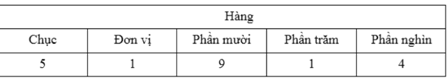 Hàng
Chục Đơn vị Phần mười Phần trăm Phần nghìn
5 1 9 1 4